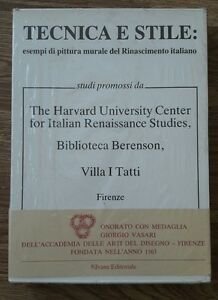 TECNICA E STILE:
esempi di pittura murale del Rinascimento italiano
studi promossi da
The Harvard University Center
for Italian Renaissance Studies,
Biblioteca Berenson,
Villa I Tatti
Firenze
ONORATO CON MEDAGLIA
GIORGIO VASARI
DELL'ACCADEMIA DELLE ARTI DEL DISEGNO - FIRENZE
FONDATA NELL'ANNO 1563
Silvana Editoriale